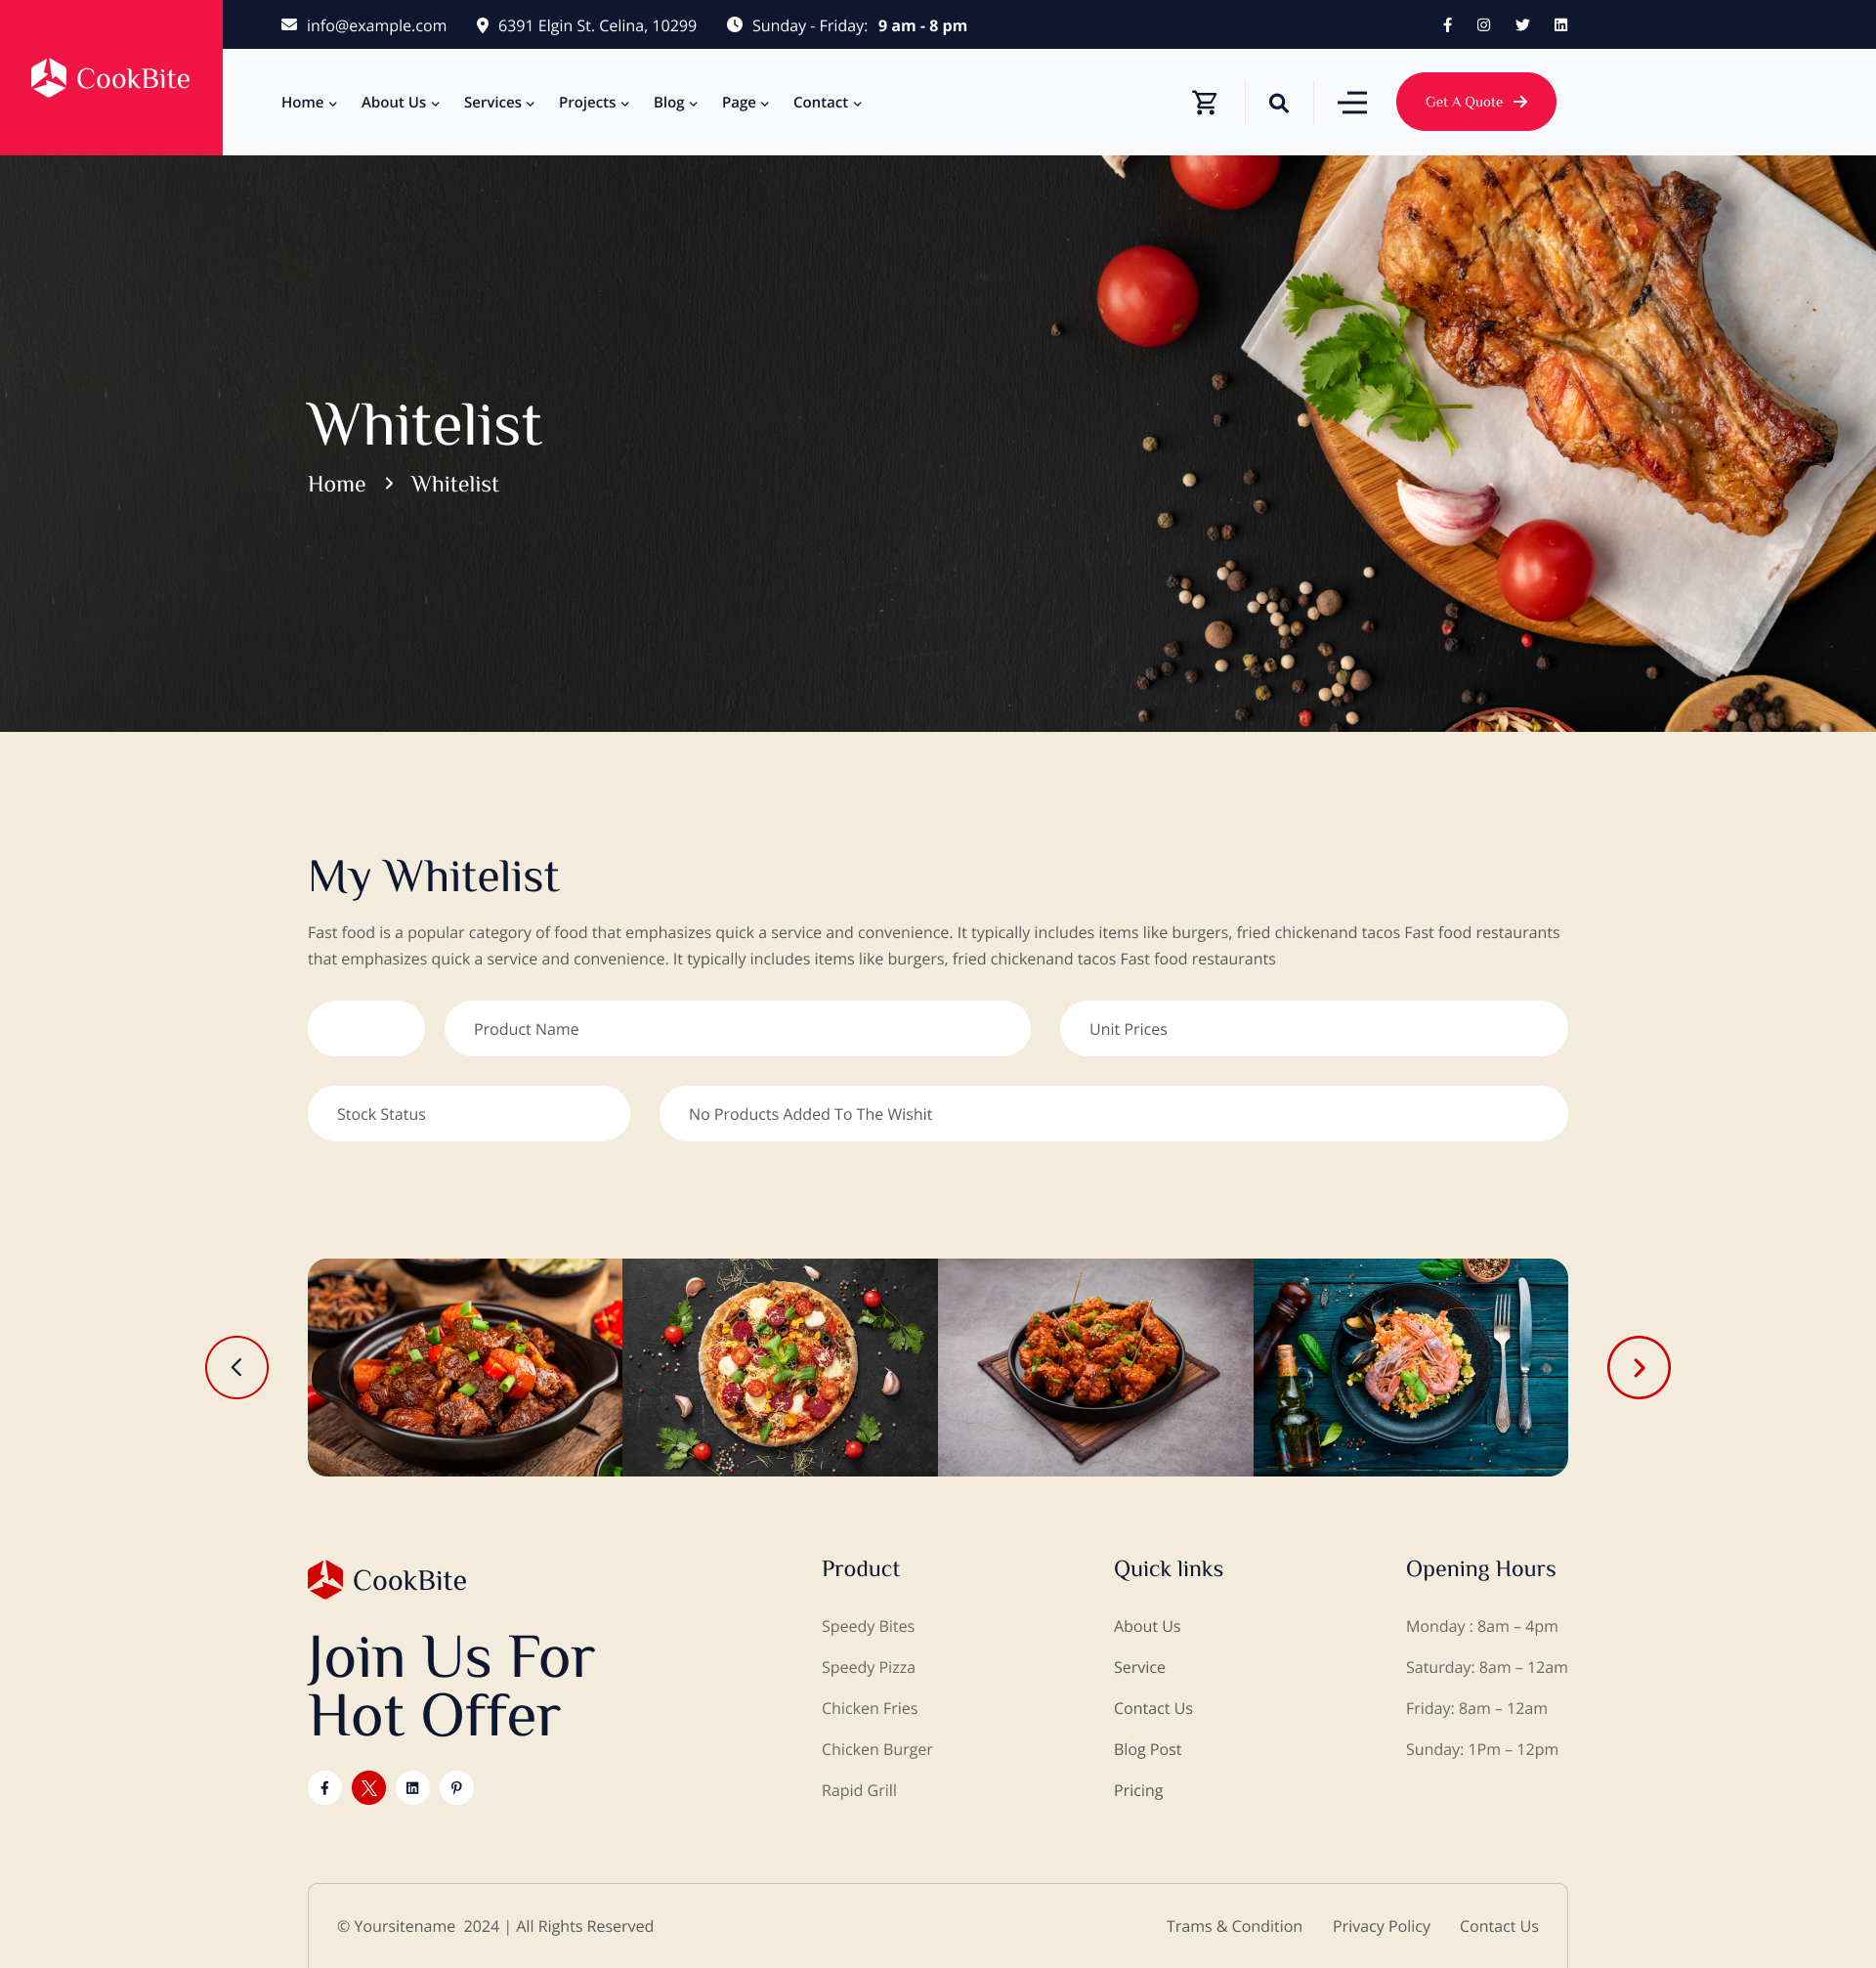 info@example.com
6391 Elgin St. Celina, 10299
Sunday - Friday: 9 am - 8 pm
CookBite
Home
About Us
Services
Projects
Blog
Page
Contact
Get A Quote
Whitelist
Home
Whitelist
My Whitelist
Fast food is a popular category of food that emphasizes quick a service and convenience. It typically includes items like burgers, fried chickenand tacos Fast food restaurants
that emphasizes quick a service and convenience. It typically includes items like burgers, fried chickenand tacos Fast food restaurants
Product Name
Unit Prices
Stock Status
No Products Added To The Wishit
CookBite
Join Us For
Hot Offer
Product
Speedy Bites
Speedy Pizza
Chicken Fries
Chicken Burger
Rapid Grill
Quick links
About Us
Service
Contact Us
Blog Post
Pricing
Opening Hours
Monday : 8am – 4pm
Saturday: 8am – 12am
Friday: 8am – 12am
Sunday: 1Pm – 12pm
© Yoursitename  2024 | All Rights Reserved
Trams & Condition
Privacy Policy
Contact Us